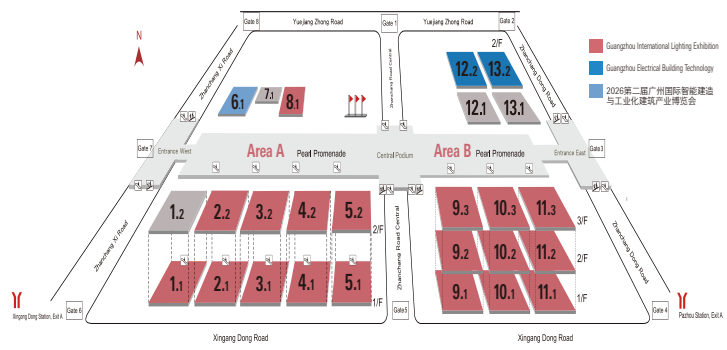 Gate 8
Yuejiang Zhong Road
Gate 1
Yuejiang Zhong Road
Gate 2
N
2/F
Zhanchang Xi Road
Zhanchang Road Central
Zhanchang Dong Road
Guangzhou International Lighting Exhibition
Guangzhou Electrical Building Technology
2026第二届广州国际智能建造
与工业化建筑产业博览会
12.2
13.2
6.1
7.1
8.1
12.1
13.1
Gate 7
Entrance West
Area A
Pearl Promenade
Central Podium
Area B
Pearl Promenade
Entrance East
Gate3
1.2
2.2
3.2
4.2
5.2
2/F
9.3
10.3
11.3
3/F
Zhanchang Xi Road
Zhanchang Road Central
Zhanchang Dong Road
9.2
10.2
11.2
2/F
1.1
2.1
3.1
4.1
5.1
1/F
9.1
10.1
11.1
1/F
Xingang Dong Station, Exit A
Gate 6
Gate5
Gate 4
Pazhou Station, Exit A
Xingang Dong Road
Xingang Dong Road